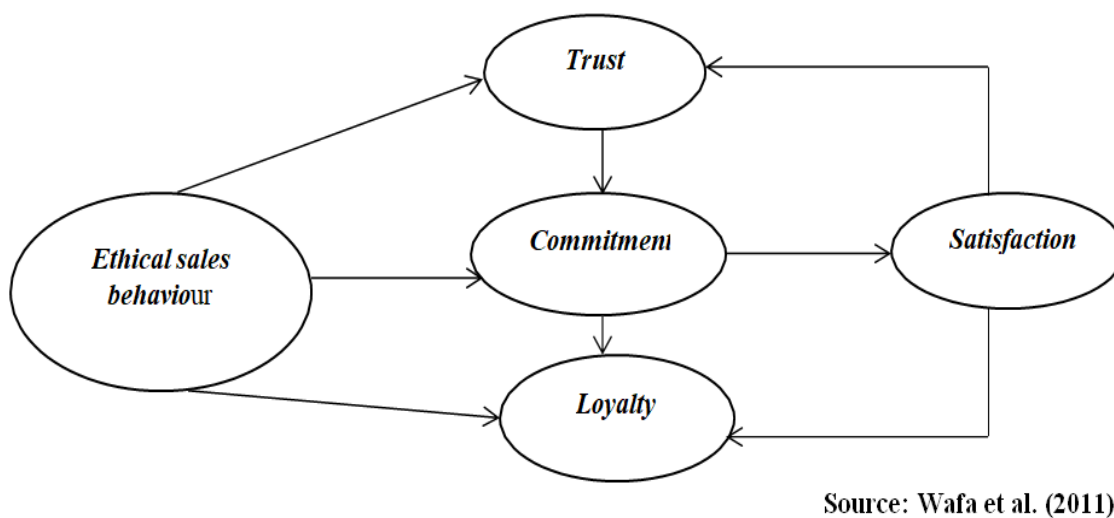 Trust
Commitment
Satisfaction
Ethical sales
behaviour
Loyalty
Source: Wafa et al. (2011)